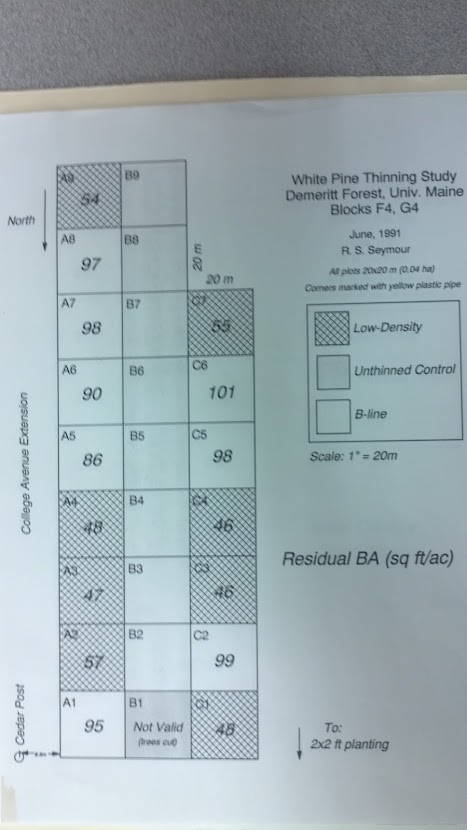 White Pine Thinning Study
Demeritt Forest, Univ. Maine
Blocks F4, G4
June, 1991
R. S. Seymour
All plots 20x20 m (0.04 ha)
Corners marked with yellow plastic pipe
Low-Density
Unthinned Control
B-line
Scale: 1" = 20m
Residual BA (sq ft/ac)
To:
2x2 ft planting
North
College Avenue Extension
Cedar Post
20 m
20 m
A9 B9
54
A8 B8
97
A7 B7 C7
98 55
A6 B6 C6
90 101
A5 B5 C5
86 98
A4 B4 C4
48 46
A3 B3 C3
47 46
A2 B2 C2
57 99
A1 B1 C1
95 Not Valid 48
(trees cut)